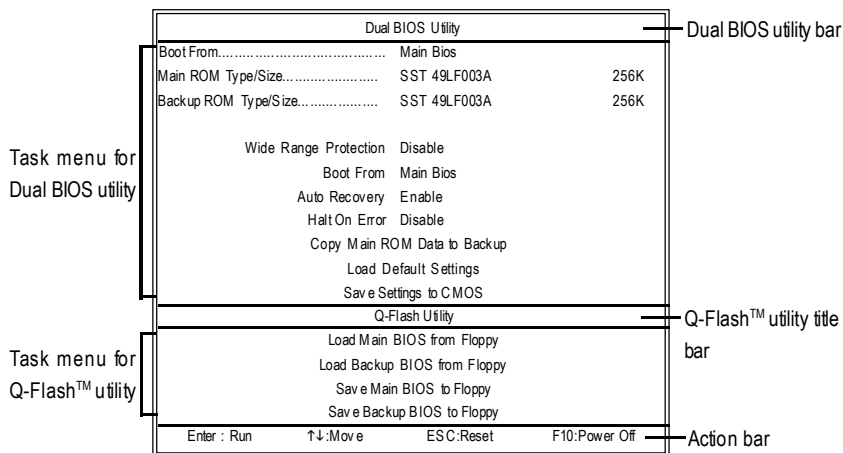 Dual BIOS Utility
Dual BIOS utility bar
Boot From........................................ Main Bios
Main ROM Type/Size....................... SST 49LF003A 256K
Backup ROM Type/Size................... SST 49LF003A 256K
Wide Range Protection Disable
Boot From Main Bios
Auto Recovery Enable
Halt On Error Disable
Copy Main ROM Data to Backup
Load Default Settings
Save Settings to CMOS
Task menu for
Dual BIOS utility
Q-Flash Utility
Q-Flash™ utility title
bar
Load Main BIOS from Floppy
Load Backup BIOS from Floppy
Save Main BIOS to Floppy
Save Backup BIOS to Floppy
Task menu for
Q-Flash™ utility
Enter : Run ↑↓:Move ESC:Reset F10:Power Off
Action bar